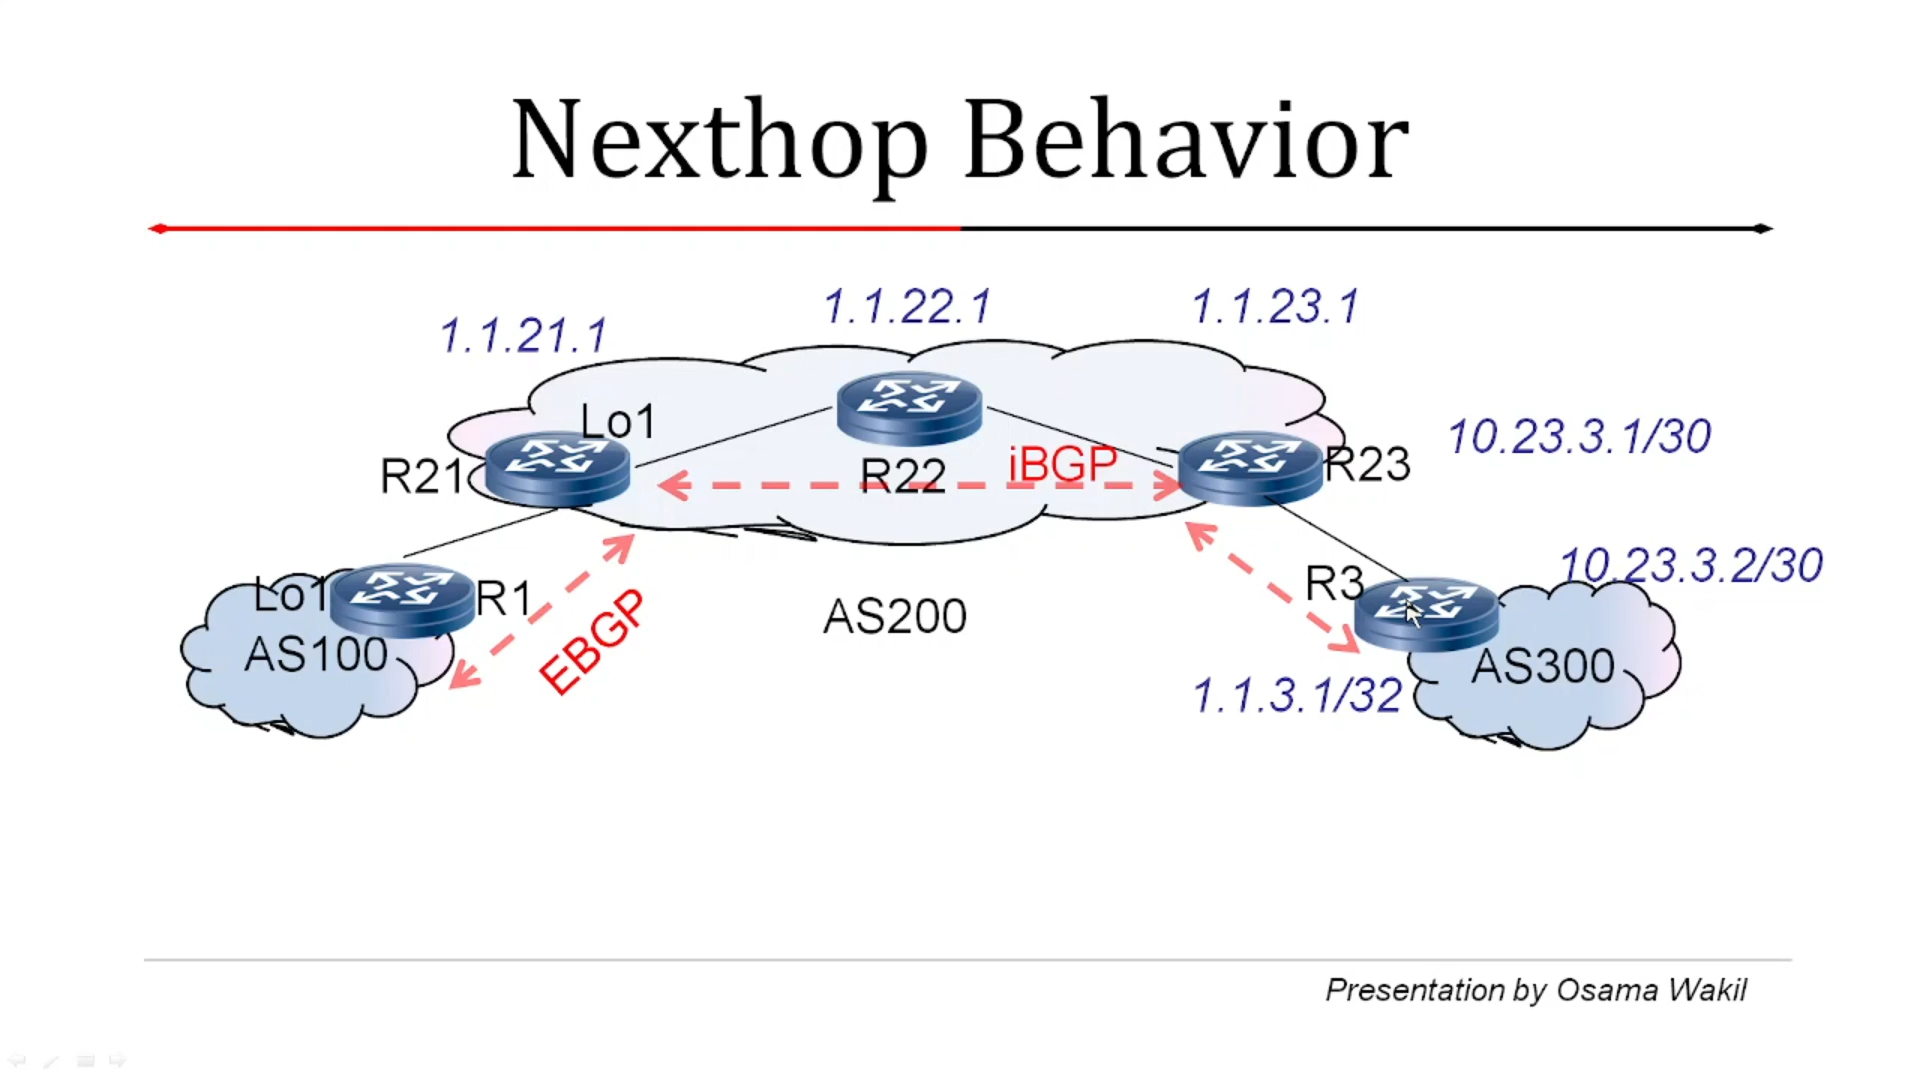 Nexthop Behavior
1.1.21.1
1.1.22.1
1.1.23.1
Lo1
R21
R22
iBGP
R23
10.23.3.1/30
Lo1
R1
AS100
EBGP
AS200
R3
10.23.3.2/30
AS300
1.1.3.1/32
Presentation by Osama Wakil